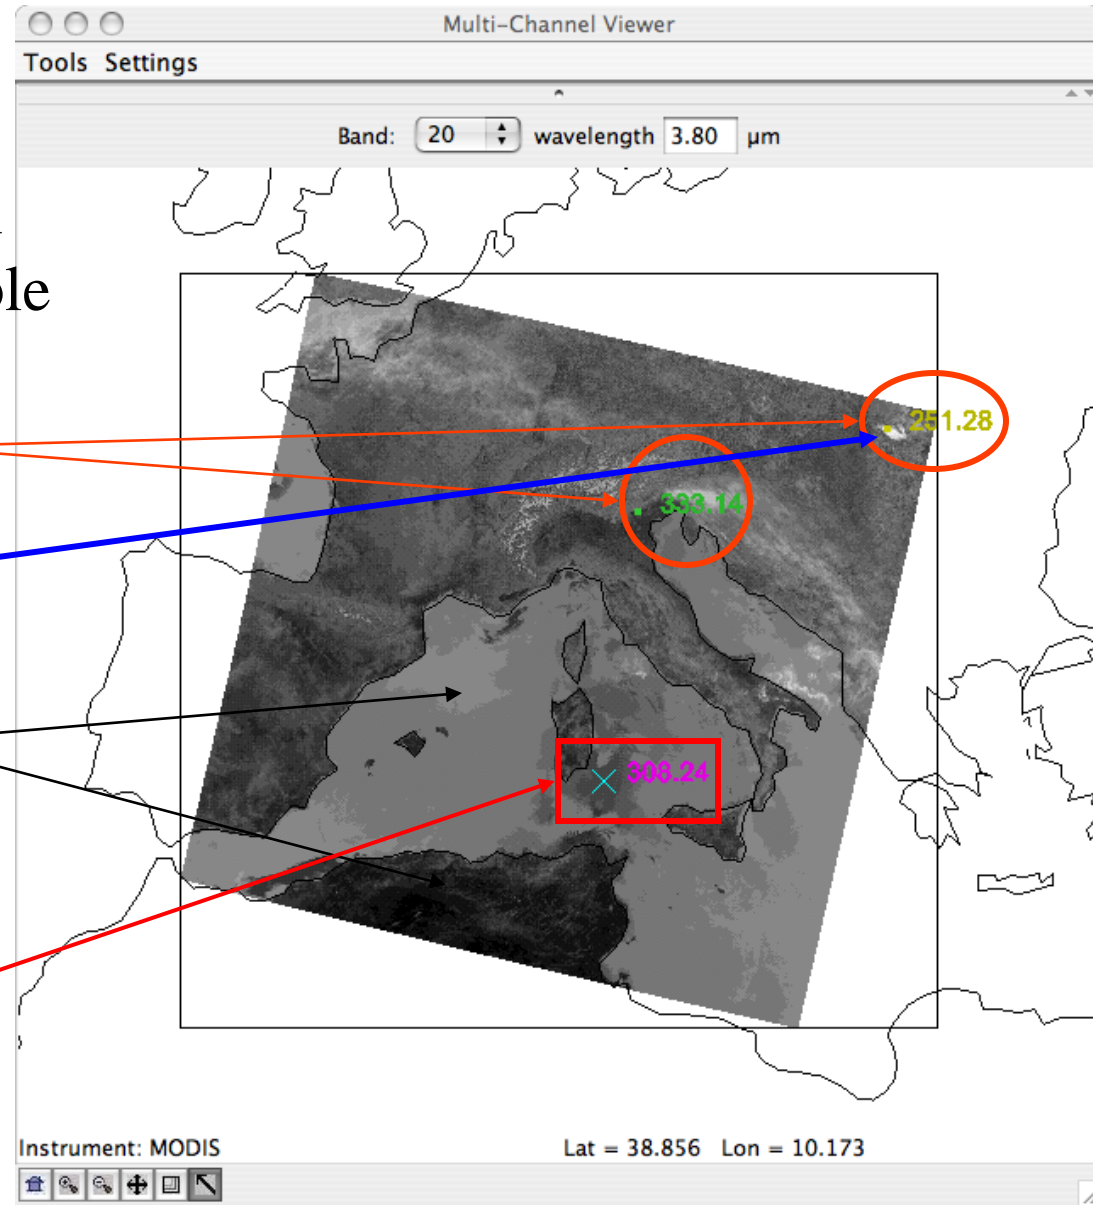 Multi-Channel Viewer
Tools Settings
Band: 20 wavelength 3.80 µm
251.28
333.14
308.24
Instrument: MODIS
Lat = 38.856 Lon = 10.173